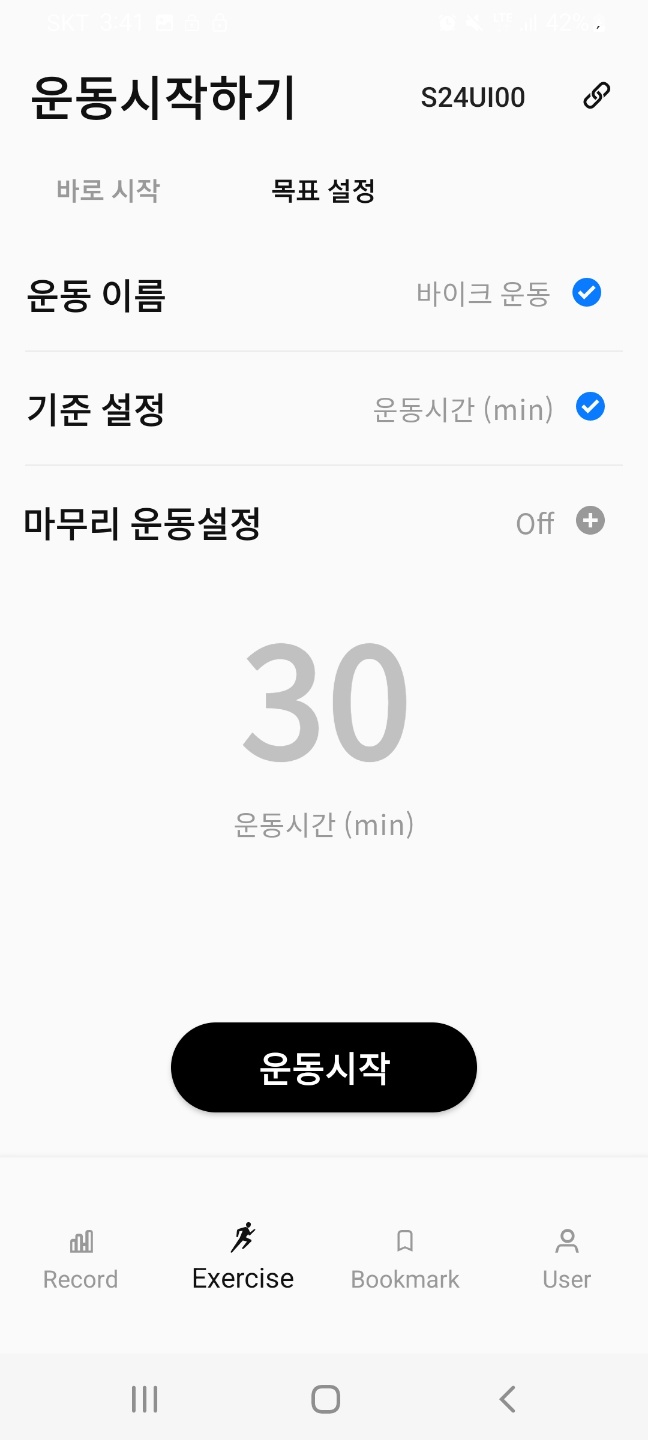 SKT 3:41 42%
운동시작하기 S24UI00
바로 시작 목표 설정
운동 이름 바이크 운동
기준 설정 운동시간 (min)
마무리 운동설정 Off
30
운동시간 (min)
운동시작
Record Exercise Bookmark User